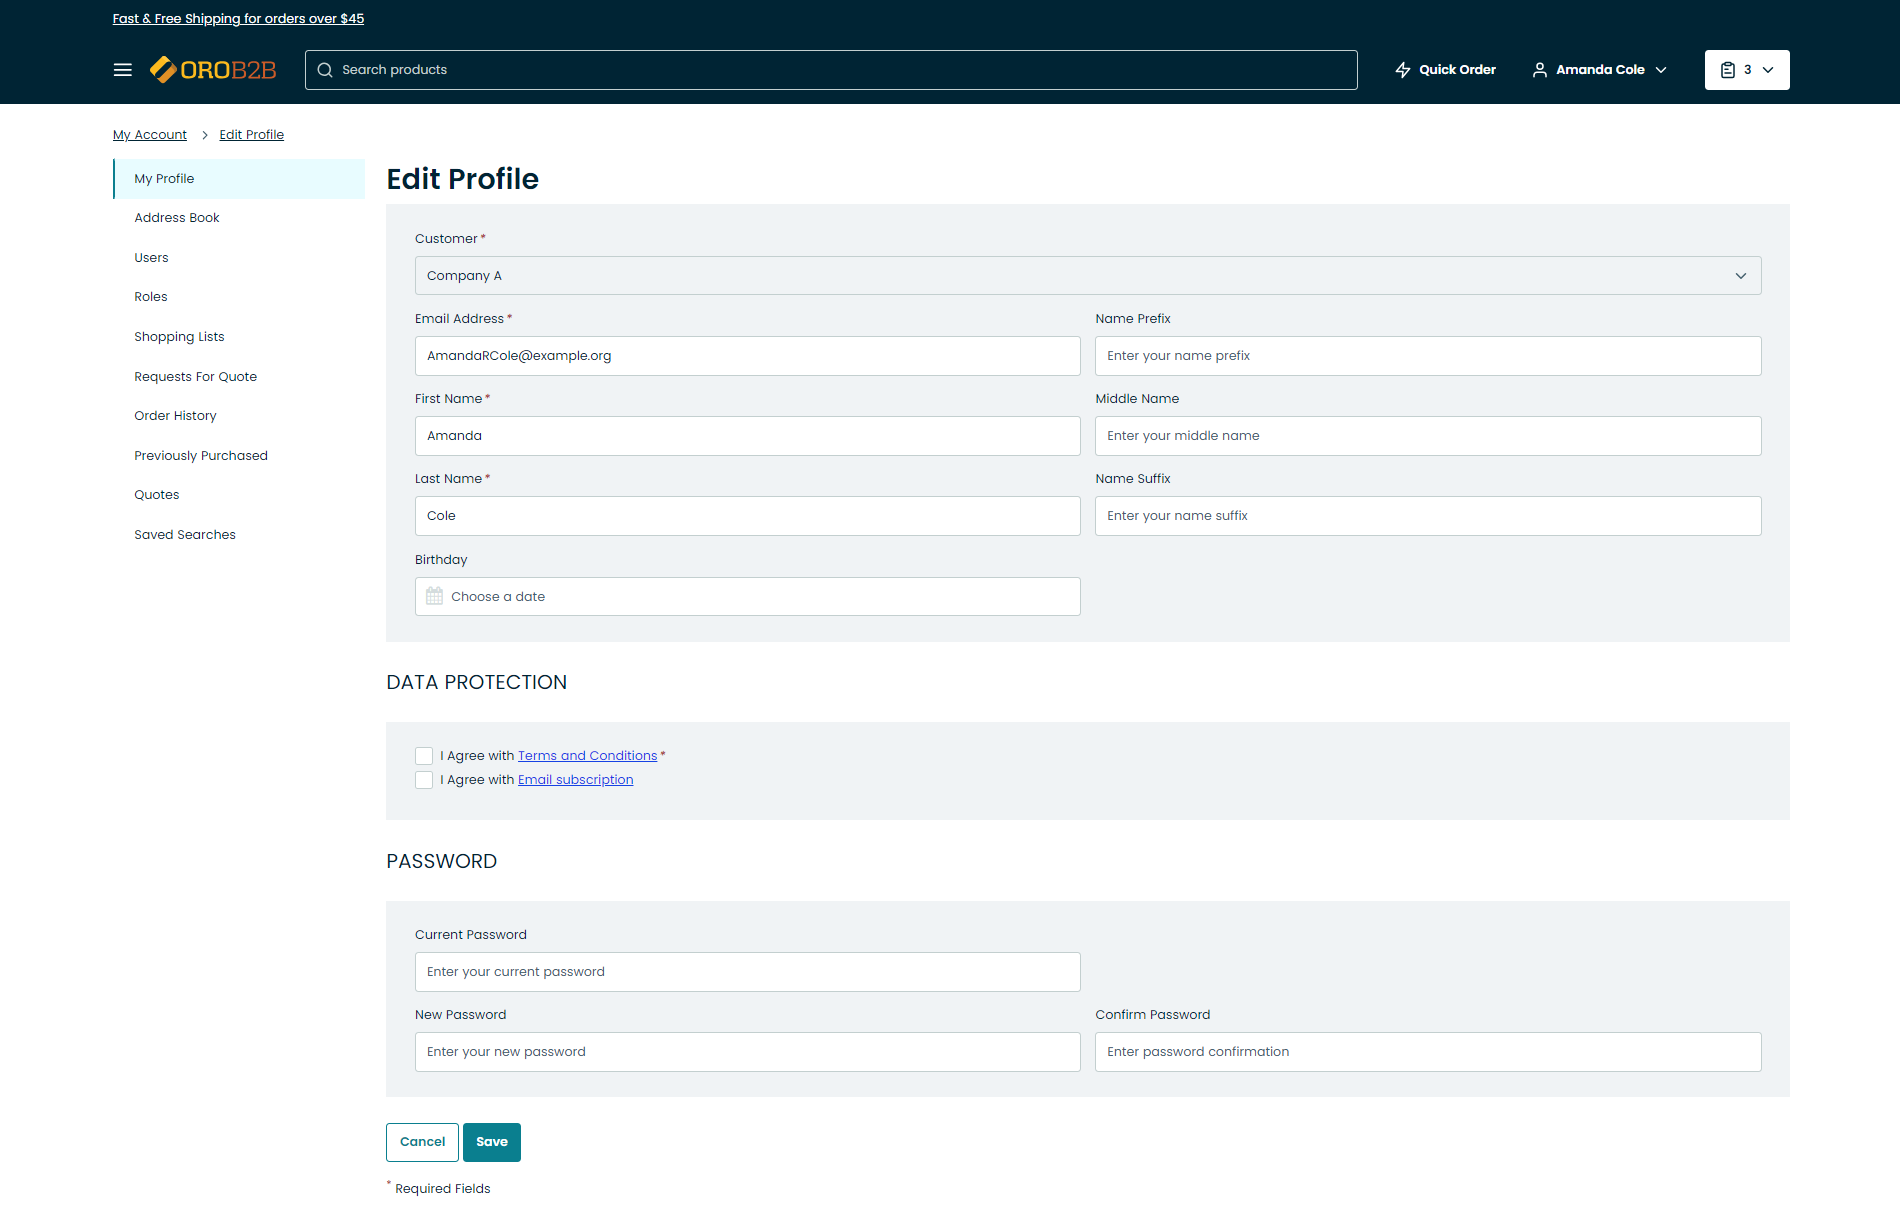 Fast & Free Shipping for orders over $45
OROB2B
Search products
Quick Order
Amanda Cole
3
My Account > Edit Profile
My Profile
Address Book
Users
Roles
Shopping Lists
Requests For Quote
Order History
Previously Purchased
Quotes
Saved Searches
Edit Profile
Customer *
Company A
Email Address * Name Prefix
AmandaRCole@example.org Enter your name prefix
First Name * Middle Name
Amanda Enter your middle name
Last Name * Name Suffix
Cole Enter your name suffix
Birthday
Choose a date
DATA PROTECTION
I Agree with Terms and Conditions *
I Agree with Email subscription
PASSWORD
Current Password
Enter your current password
New Password Confirm Password
Enter your new password Enter password confirmation
Cancel Save
* Required Fields